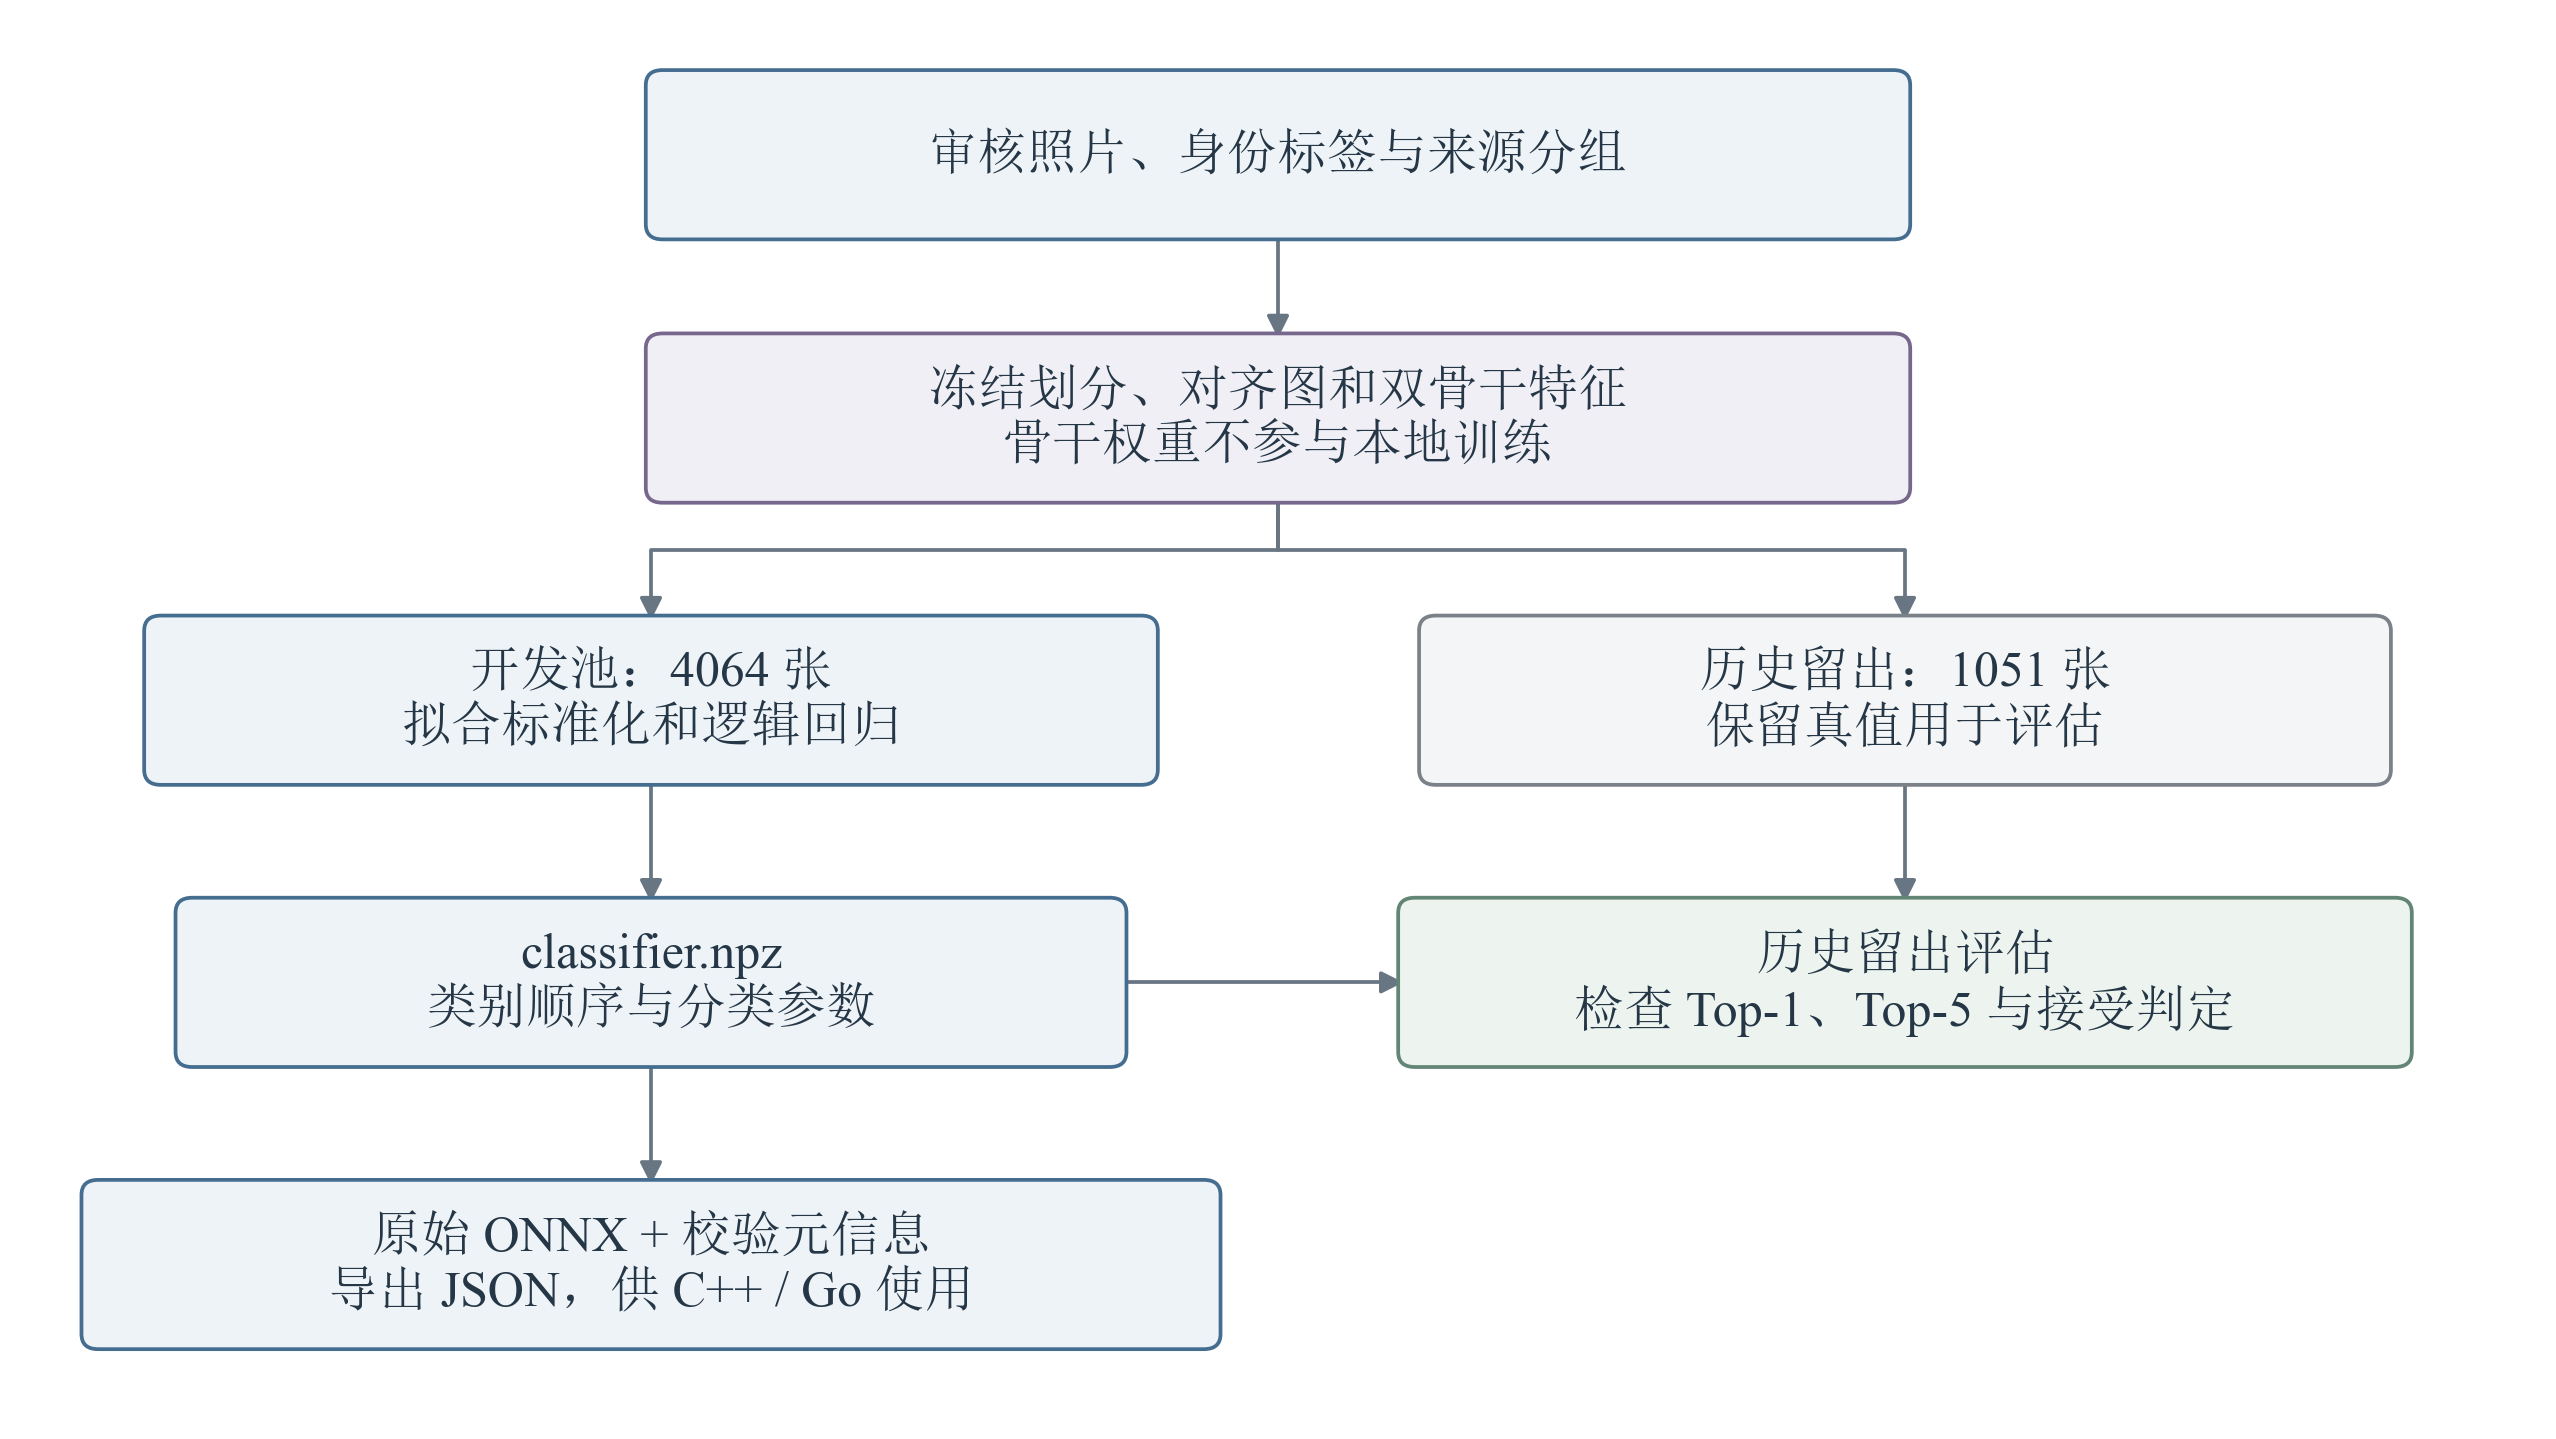 审核照片、身份标签与来源分组
冻结划分、对齐图和双骨干特征
骨干权重不参与本地训练
开发池：4064 张
拟合标准化和逻辑回归
历史留出：1051 张
保留真值用于评估
classifier.npz
类别顺序与分类参数
历史留出评估
检查 Top-1、Top-5 与接受判定
原始 ONNX + 校验元信息
导出 JSON，供 C++ / Go 使用